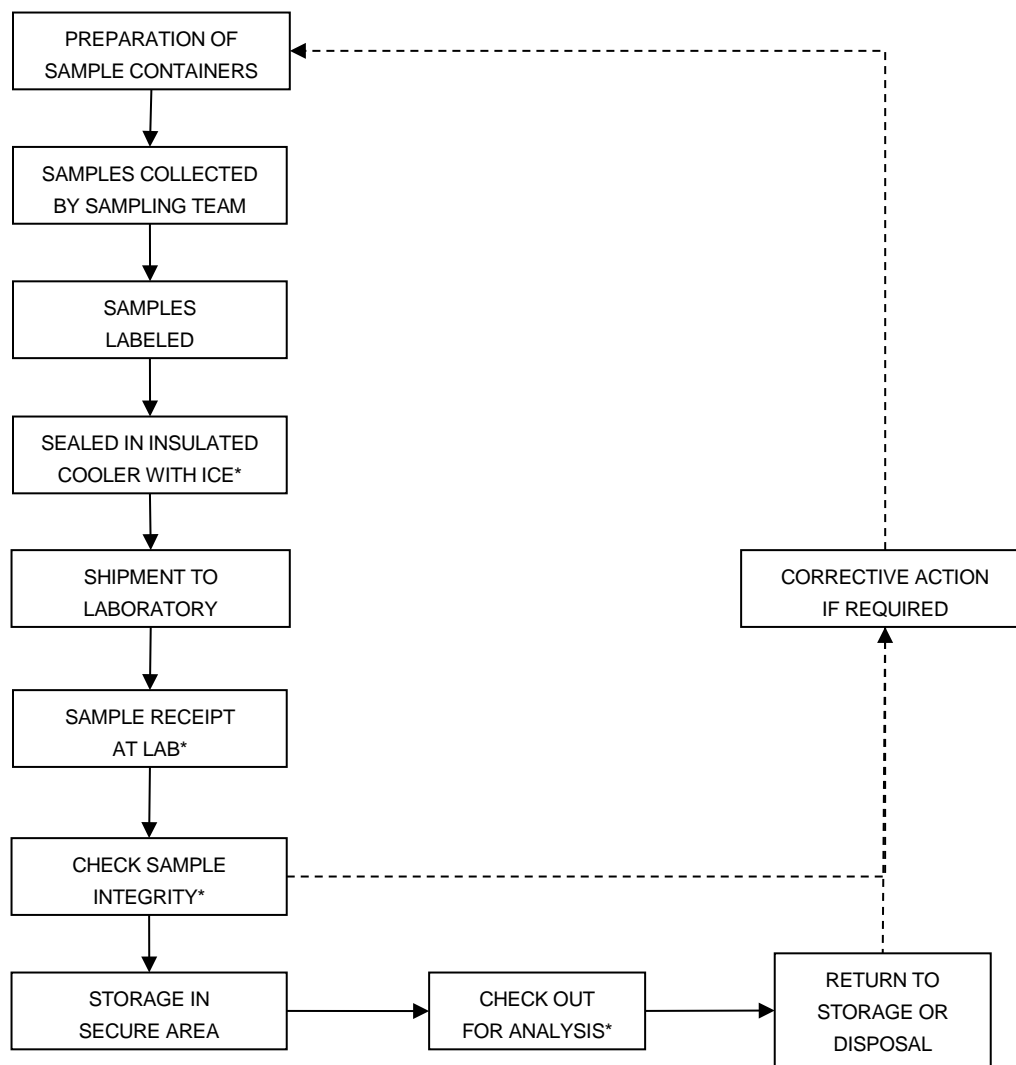 PREPARATION OF
SAMPLE CONTAINERS
SAMPLES COLLECTED
BY SAMPLING TEAM
SAMPLES
LABELED
SEALED IN INSULATED
COOLER WITH ICE*
SHIPMENT TO
LABORATORY
CORRECTIVE ACTION
IF REQUIRED
SAMPLE RECEIPT
AT LAB*
CHECK SAMPLE
INTEGRITY*
STORAGE IN
SECURE AREA
CHECK OUT
FOR ANALYSIS*
RETURN TO
STORAGE OR
DISPOSAL